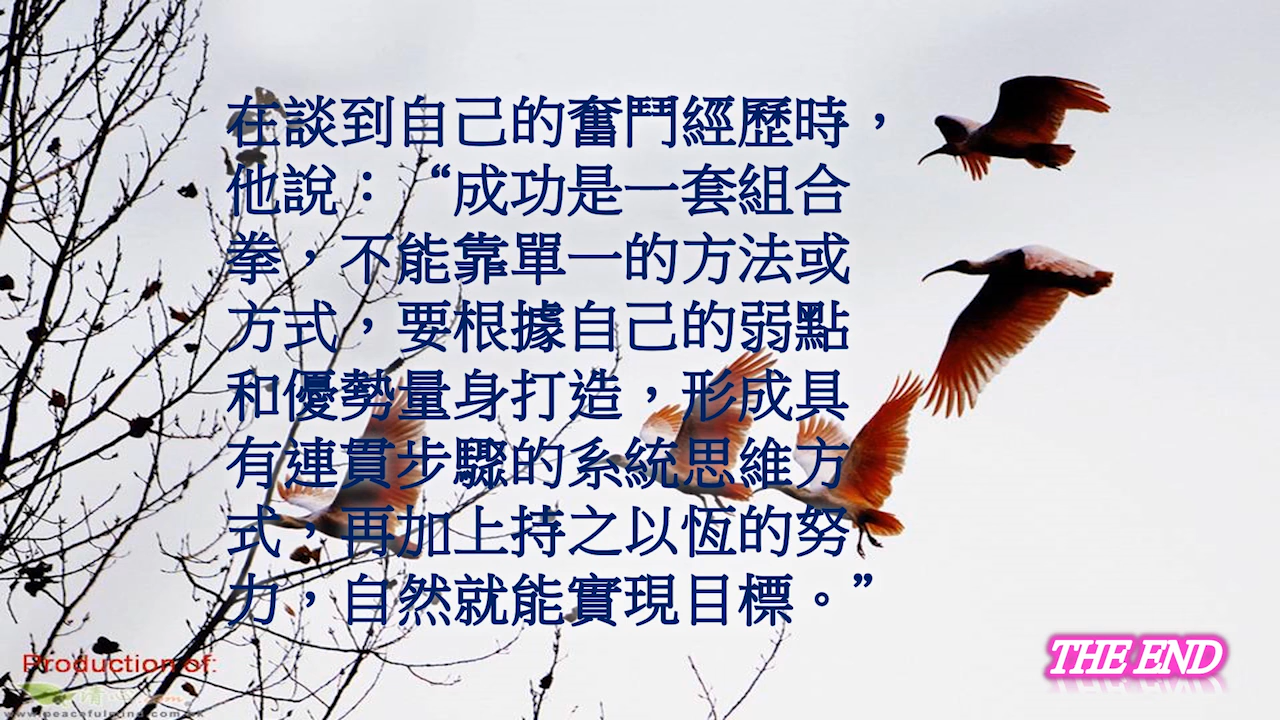 在談到自己的奮鬥經歷時，
他說：“成功是一套組合
拳，不能靠單一的方法或
方式，要根據自己的弱點
和優勢量身打造，形成具
有連貫步驟的系統思維方
式，再加上持之以恆的努
力，自然就能實現目標。”
THE END
Production of: